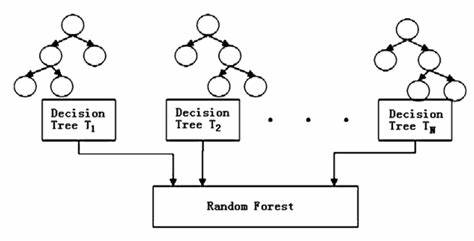 Decision
Tree T1
Decision
Tree T2
. . .
Decision
Tree TN
Random Forest